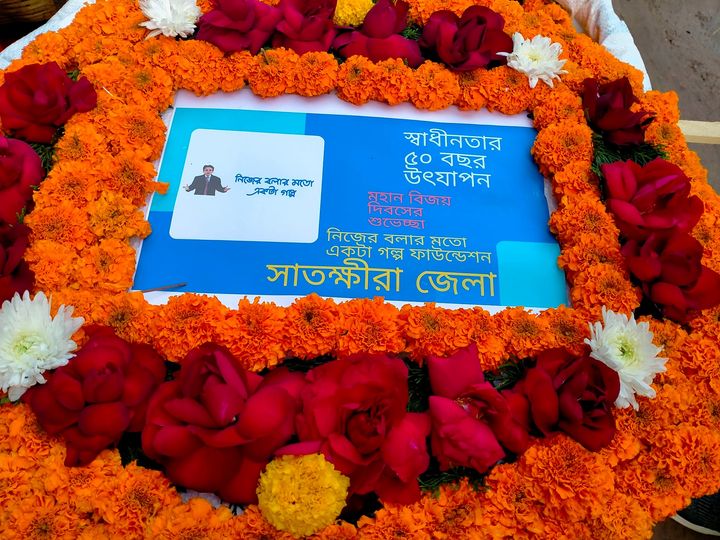 নিজের বলার মতো
একটা গল্প
স্বাধীনতার
৫০ বছর
উৎযাপন
মহান বিজয়
দিবসের
শুভেচ্ছা
নিজের বলার মতো
একটা গল্প ফাউন্ডেশন
সাতক্ষীরা জেলা